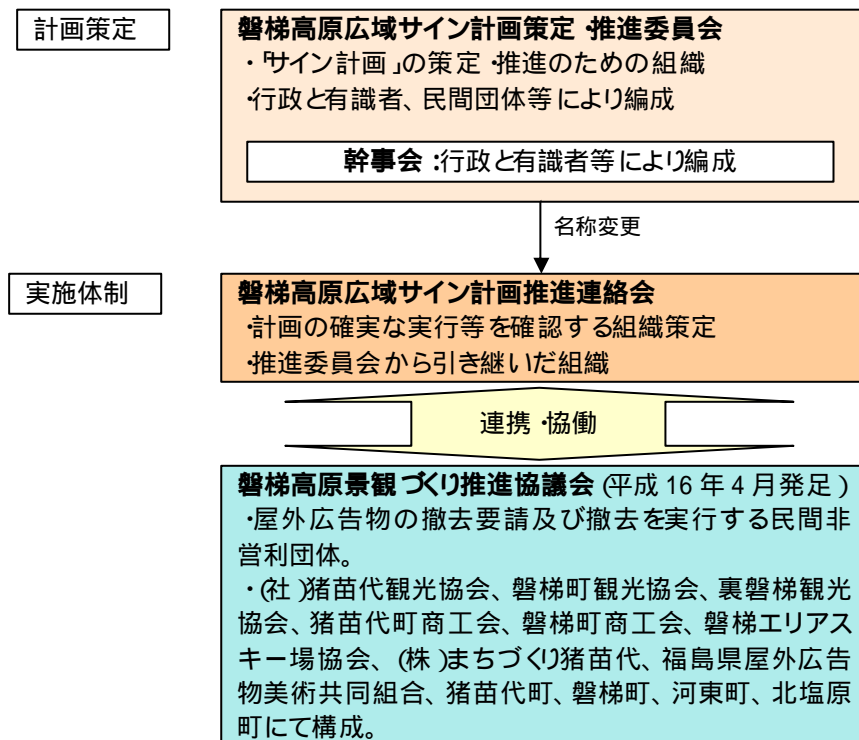 計画策定
磐梯高原広域サイン計画策定・推進委員会
・「サイン計画」の策定・推進のための組織
・行政と有識者、民間団体等により編成
幹事会：行政と有識者等により編成
名称変更
実施体制
磐梯高原広域サイン計画推進連絡会
・計画の確実な実行等を確認する組織策定
・推進委員会から引き継いだ組織
連携・協働
磐梯高原景観づくり推進協議会（平成16年4月発足）
・屋外広告物の撤去要請及び撤去を実行する民間非
営利団体。
・（社）猪苗代観光協会、磐梯町観光協会、裏磐梯観光
協会、猪苗代町商工会、磐梯町商工会、磐梯エリアス
キー場協会、（株）まちづくり猪苗代、福島県屋外広告
物美術共同組合、猪苗代町、磐梯町、河東町、北塩原
町にて構成。